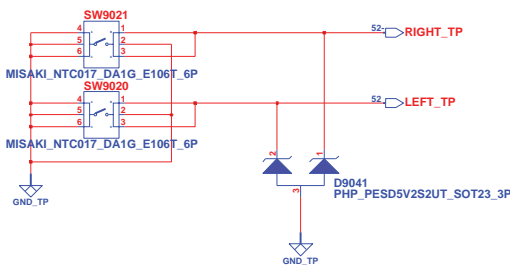 SW9021
4 1
5 2
6 3
52
RIGHT_TP
MISAKI_NTC017_DA1G_E106T_6P
SW9020
4 1
5 2
6 3
52
LEFT_TP
MISAKI_NTC017_DA1G_E106T_6P
2 1
3
D9041
PHP_PESD5V2S2UT_SOT23_3P
GND_TP
GND_TP